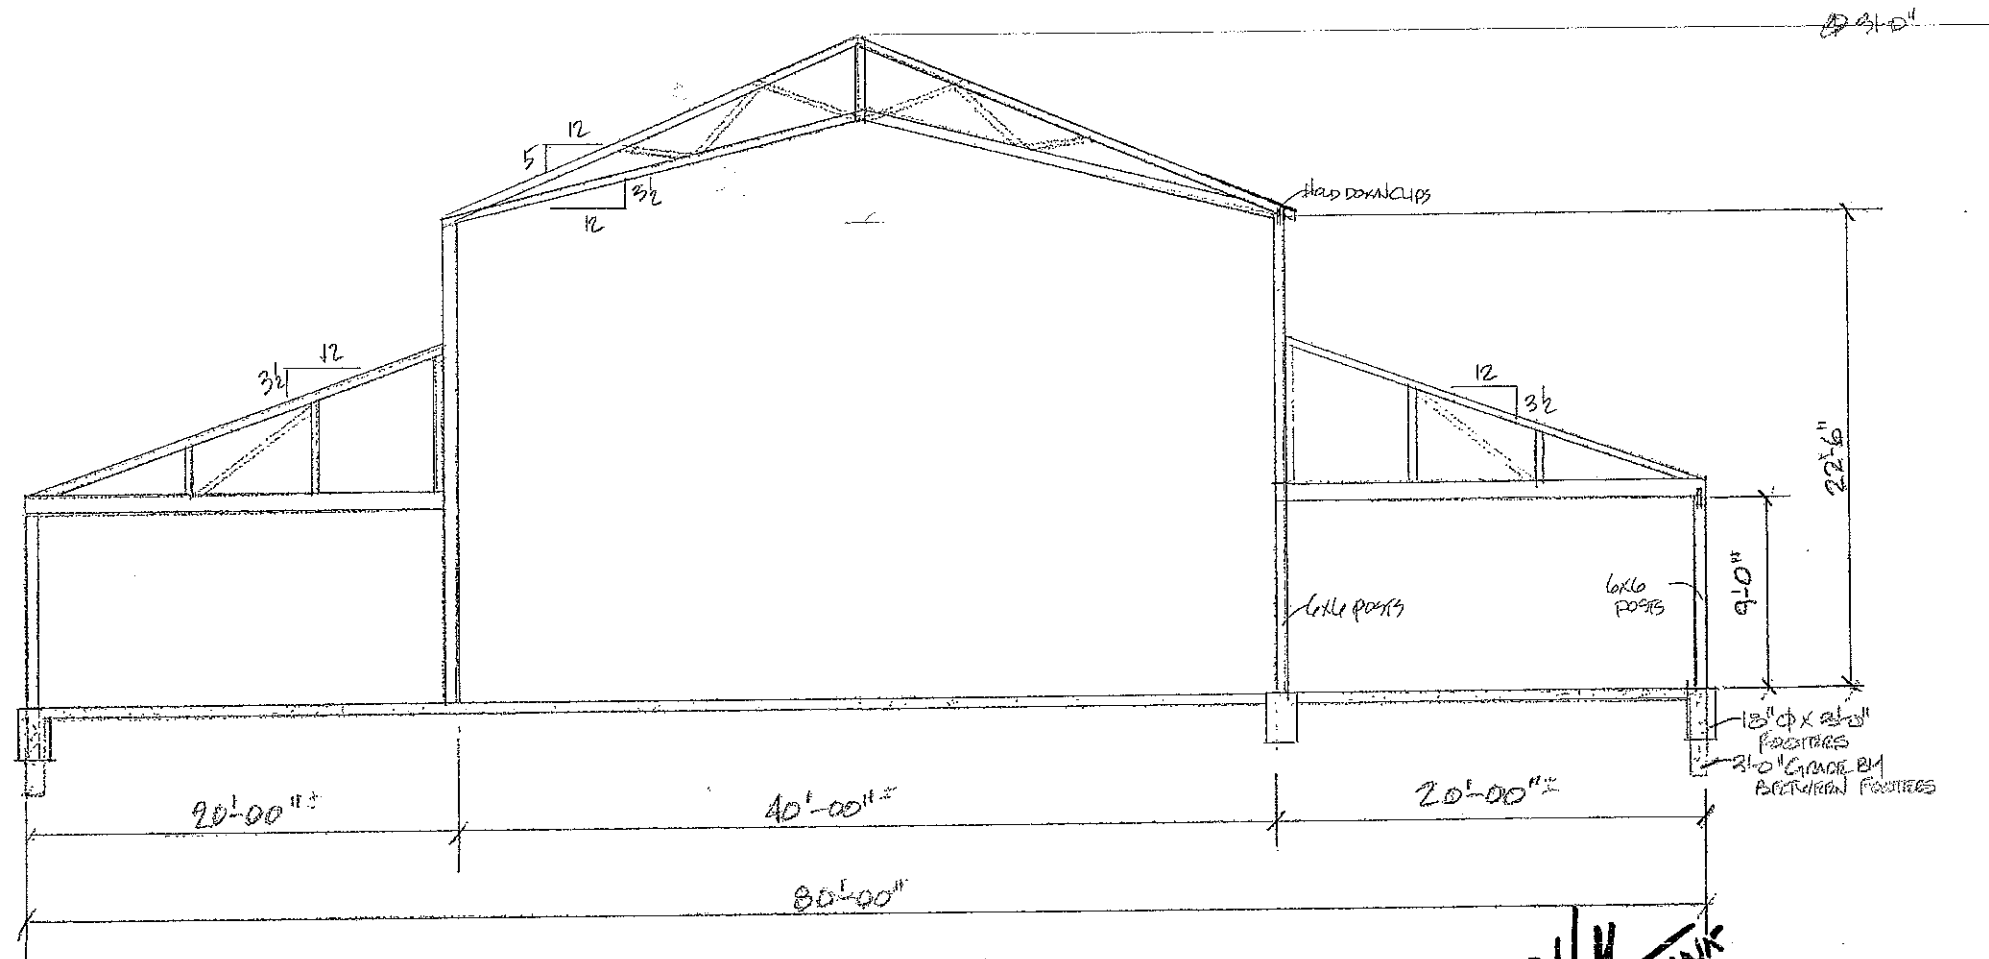 31'-0"
12
5
3½
12
HOLD DOWN CLIPS
12
3½
12
3½
22'-6"
9'-0"
6x6 POSTS
6x6
POSTS
18" Φ X 3'-0"
FOOTERS
3'-0" GRADE BM
BETWEEN FOOTERS
20'-00" ±
40'-00" ±
20'-00" ±
80'-00"